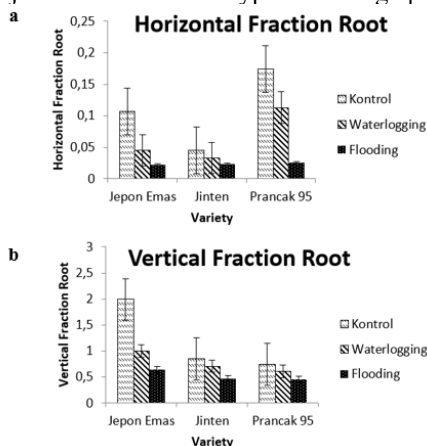 a
Horizontal Fraction Root
Horizontal Fraction Root
0,25
0,2
0,15
0,1
0,05
0
Jepon Emas Jinten Prancak 95
Variety
Kontrol
Waterlogging
Flooding
b
Vertical Fraction Root
Vertical Fraction Root
3
2,5
2
1,5
1
0,5
0
Jepon Emas Jinten Prancak 95
Variety
Kontrol
Waterlogging
Flooding